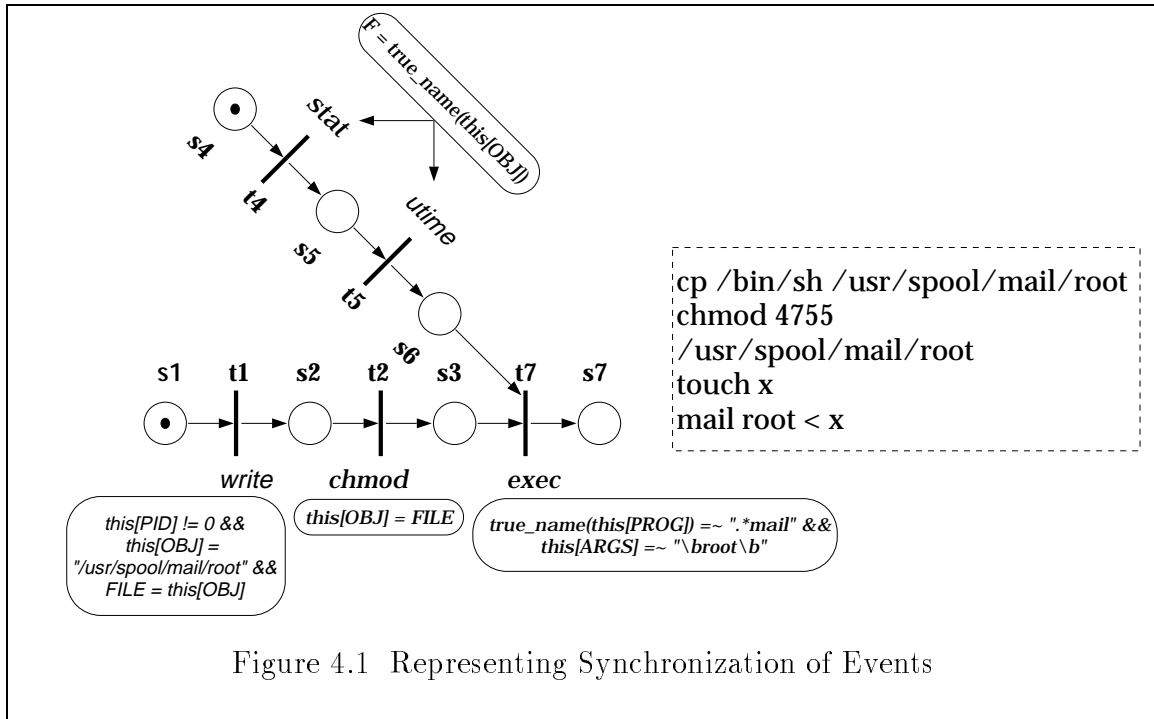 F = true_name(this[OBJ])
stat
s4
t4
utime
s5
t5
s6
s1 t1 s2 t2 s3 t7 s7
write chmod exec
this[PID] != 0 &&
this[OBJ] =
"/usr/spool/mail/root" &&
FILE = this[OBJ]
this[OBJ] = FILE
true_name(this[PROG]) =~ ".*mail" &&
this[ARGS] =~ "\broot\b"
cp /bin/sh /usr/spool/mail/root
chmod 4755
/usr/spool/mail/root
touch x
mail root < x
Figure 4.1 Representing Synchronization of Events